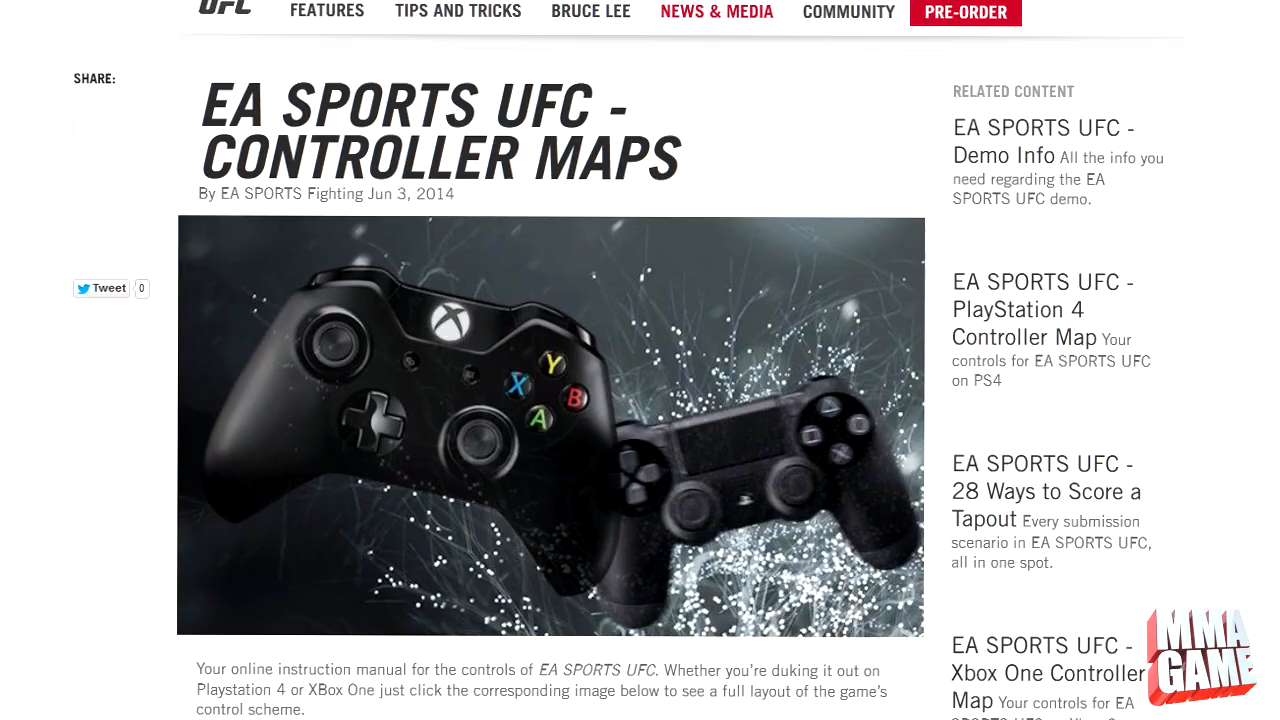 UFC
FEATURES TIPS AND TRICKS BRUCE LEE NEWS & MEDIA COMMUNITY PRE-ORDER
SHARE:
EA SPORTS UFC -
CONTROLLER MAPS
By EA SPORTS Fighting Jun 3, 2014
Tweet 0
Y
X
B
A
Your online instruction manual for the controls of EA SPORTS UFC. Whether you're duking it out on
Playstation 4 or XBox One just click the corresponding image below to see a full layout of the game's
control scheme.
RELATED CONTENT
EA SPORTS UFC -
Demo Info All the info you
need regarding the EA
SPORTS UFC demo.
EA SPORTS UFC -
PlayStation 4
Controller Map Your
controls for EA SPORTS UFC
on PS4
EA SPORTS UFC -
28 Ways to Score a
Tapout Every submission
scenario in EA SPORTS UFC,
all in one spot.
EA SPORTS UFC -
Xbox One Controller
Map Your controls for EA
MMA
GAME